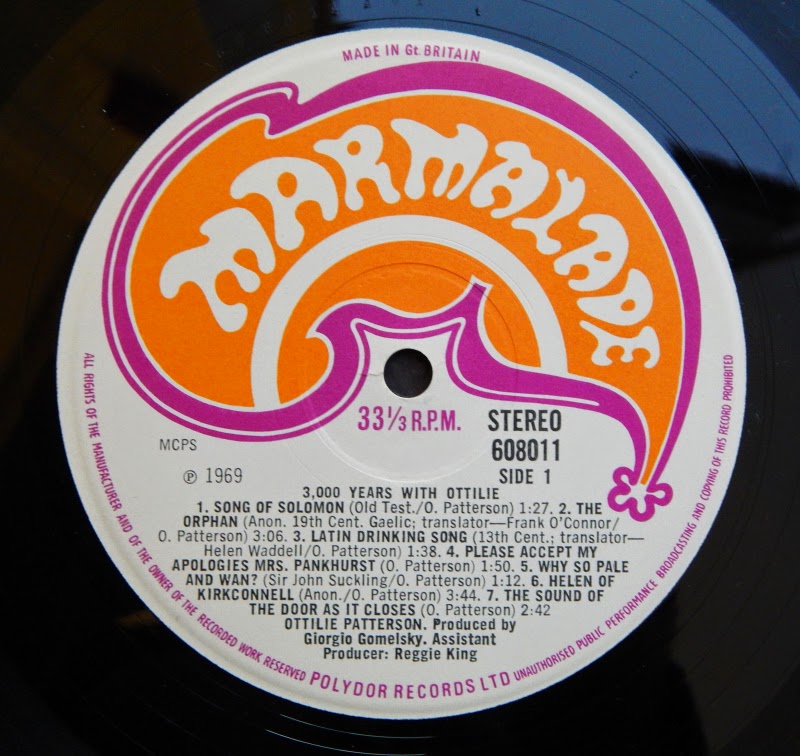 MADE IN Gt. BRITAIN
MARMALADE
33⅓ R.P.M.
STEREO
608011
MCPS
SIDE 1
℗ 1969
3,000 YEARS WITH OTTILIE
1. SONG OF SOLOMON (Old Test./O. Patterson) 1:27. 2. THE
ORPHAN (Anon. 19th Cent. Gaelic; translator—Frank O'Connor/
O. Patterson) 3:06. 3. LATIN DRINKING SONG (13th Cent.; translator—
Helen Waddell/O. Patterson) 1:38. 4. PLEASE ACCEPT MY
APOLOGIES MRS. PANKHURST (O. Patterson) 1:50. 5. WHY SO PALE
AND WAN? (Sir John Suckling/O. Patterson) 1:12. 6. HELEN OF
KIRKCONNELL (Anon./O. Patterson) 3:44. 7. THE SOUND OF
THE DOOR AS IT CLOSES (O. Patterson) 2:42
OTTILIE PATTERSON. Produced by
Giorgio Gomelsky. Assistant
Producer: Reggie King
ALL RIGHTS OF THE MANUFACTURER AND OF THE OWNER OF THE RECORDED WORK RESERVED POLYDOR RECORDS LTD UNAUTHORISED PUBLIC PERFORMANCE BROADCASTING AND COPYING OF THIS RECORD PROHIBITED